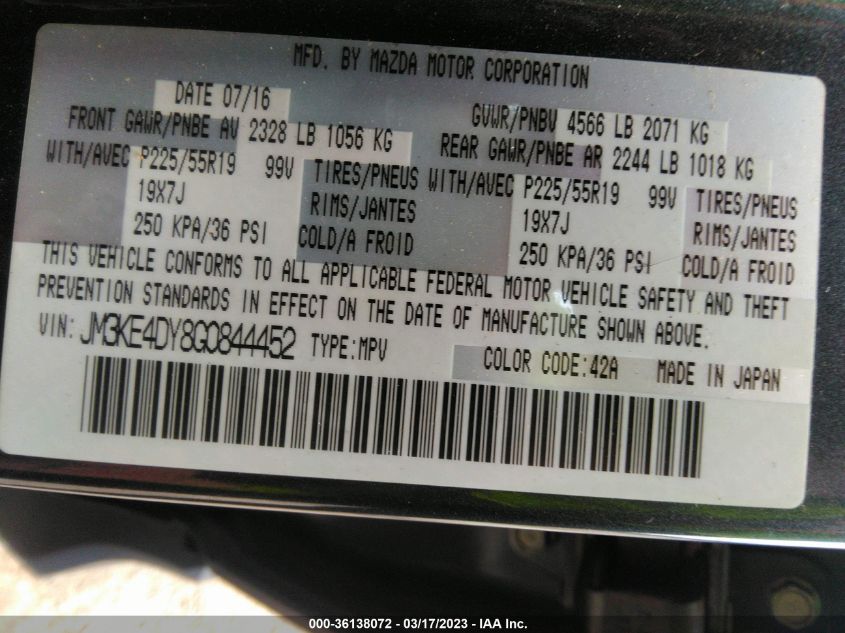 MFD. BY MAZDA MOTOR CORPORATION
DATE 07/16 GVWR/PNBV 4566 LB 2071 KG
FRONT GAWR/PNBE AV 2328 LB 1056 KG REAR GAWR/PNBE AR 2244 LB 1018 KG
WITH/AVEC P225/55R19 99V TIRES/PNEUS WITH/AVEC P225/55R19 99V TIRES/PNEUS
19X7J RIMS/JANTES 19X7J RIMS/JANTES
250 KPA/36 PSI COLD/A FROID 250 KPA/36 PSI COLD/A FROID
THIS VEHICLE CONFORMS TO ALL APPLICABLE FEDERAL MOTOR VEHICLE SAFETY AND THEFT
PREVENTION STANDARDS IN EFFECT ON THE DATE OF MANUFACTURE SHOWN ABOVE.
VIN: JM3KE4DY8G0844452 TYPE:MPV COLOR CODE:42A MADE IN JAPAN
000-36138072 - 03/17/2023 - IAA Inc.